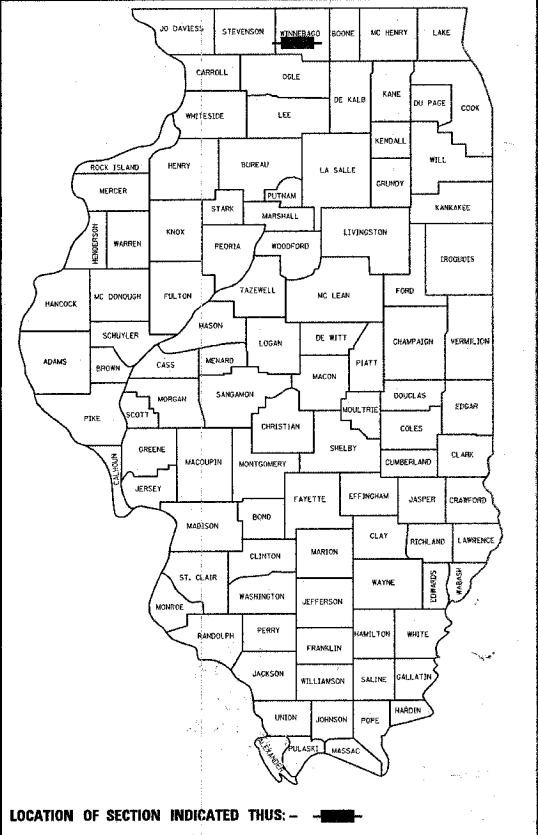 JO DAVIESS STEVENSON WINNEBAGO BOONE MC HENRY LAKE
CARROLL OGLE DE KALB KANE DU PAGE COOK
WHITESIDE LEE KENDALL WILL
ROCK ISLAND HENRY BUREAU LA SALLE GRUNDY
MERCER PUTNAM KANKAKEE
HENDERSON WARREN KNOX STARK MARSHALL LIVINGSTON
PEORIA WOODFORD IROQUOIS
HANCOCK MC DONOUGH FULTON TAZEWELL MC LEAN FORD
SCHUYLER MASON LOGAN DE WITT CHAMPAIGN VERMILION
ADAMS BROWN CASS MENARD MACON PIATT
MORGAN SANGAMON DOUGLAS EDGAR
PIKE SCOTT CHRISTIAN MOULTRIE COLES
GREENE MACOUPIN MONTGOMERY SHELBY CUMBERLAND CLARK
CALHOUN JERSEY FAYETTE EFFINGHAM JASPER CRAWFORD
MADISON BOND CLAY RICHLAND LAWRENCE
CLINTON MARION
ST. CLAIR WAYNE EDWARDS WABASH
MONROE WASHINGTON JEFFERSON
RANDOLPH PERRY FRANKLIN HAMILTON WHITE
JACKSON WILLIAMSON SALINE GALLATIN
UNION JOHNSON POPE HARDIN
ALEXANDER PULASKI MASSAC
LOCATION OF SECTION INDICATED THUS: -